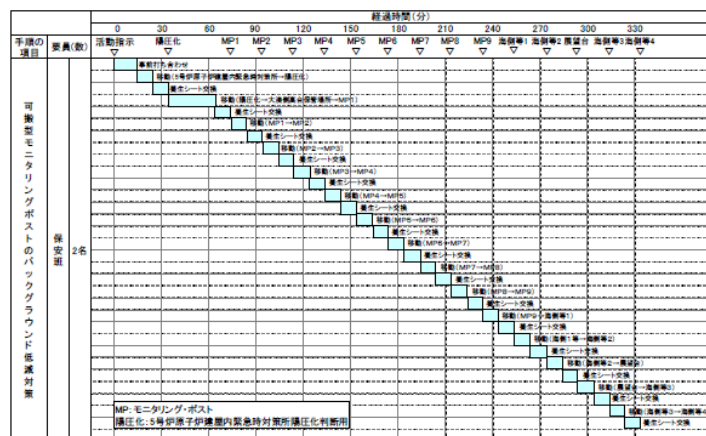 経過時間(分)
0 30 60 90 120 150 180 210 240 270 300 330
手順の項目 要員(数) 活動指示 陽圧化 MP1 MP2 MP3 MP4 MP5 MP6 MP7 MP8 MP9 海側等1 海側等2 展望台 海側等3 海側等4
可搬型モニタリングポストのバックグラウンド低減対策
保安班
2名
事前打ち合わせ
移動(5号炉原子炉建屋内緊急時対策所→陽圧化)
養生シート交換
移動(陽圧化→大湊側高台保管場所→MP1)
養生シート交換
移動(MP1→MP2)
養生シート交換
移動(MP2→MP3)
養生シート交換
移動(MP3→MP4)
養生シート交換
移動(MP4→MP5)
養生シート交換
移動(MP5→MP6)
養生シート交換
移動(MP6→MP7)
養生シート交換
移動(MP7→MP8)
養生シート交換
移動(MP8→MP9)
養生シート交換
移動(MP9→海側等1)
養生シート交換
移動(海側1等→海側等2)
養生シート交換
移動(海側等2→展望台)
養生シート交換
移動(展望台→海側等3)
養生シート交換
移動(海側等3→海側等4)
養生シート交換
MP:モニタリング・ポスト
陽圧化:5号炉原子炉建屋内緊急時対策所陽圧化判断用